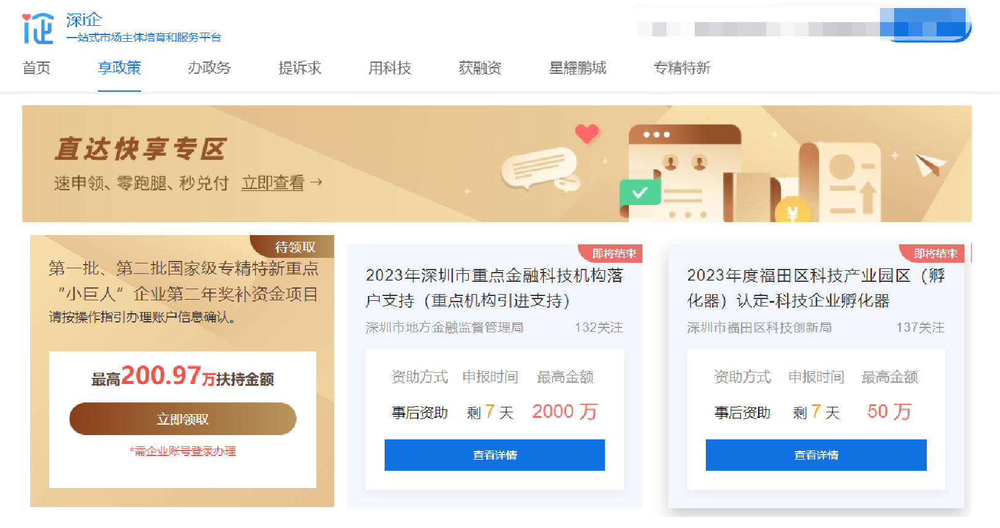 深i企
一站式市场主体培育和服务平台
首页 享政策 办政务 提诉求 用科技 获融资 星耀鹏城 专精特新
直达快享专区
速申领、零跑腿、秒兑付 立即查看→
待领取
第一批、第二批国家级专精特新重点
“小巨人”企业第二年奖补资金项目
请按操作指引办理账户信息确认。
最高200.97万扶持金额
立即领取
*需企业账号登录办理
即将结束
2023年深圳市重点金融科技机构落
户支持（重点机构引进支持）
深圳市地方金融监督管理局 132关注
资助方式 申报时间 最高金额
事后资助 剩 7 天 2000 万
查看详情
即将结束
2023年度福田区科技产业园区（孵
化器）认定-科技企业孵化器
深圳市福田区科技创新局 137关注
资助方式 申报时间 最高金额
事后资助 剩 7 天 50 万
查看详情